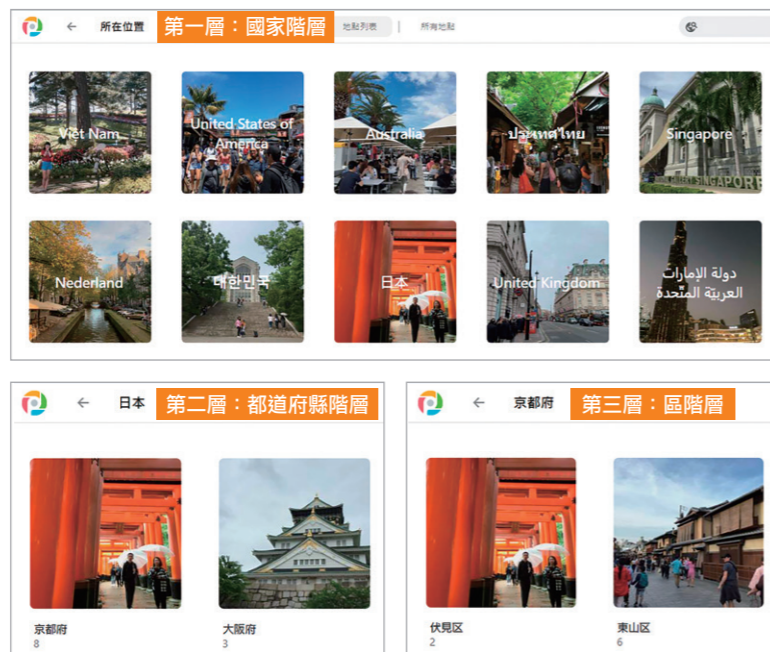 所在位置
第一層：國家階層
地點列表
所有地點
Viet Nam
United States of
America
Australia
ประเทศไทย
Singapore
Nederland
대한민국
日本
United Kingdom
دولة الإمارات
العربيّة المتّحدة
日本
第二層：都道府縣階層
京都府
8
大阪府
3
京都府
第三層：區階層
伏見区
2
東山区
6